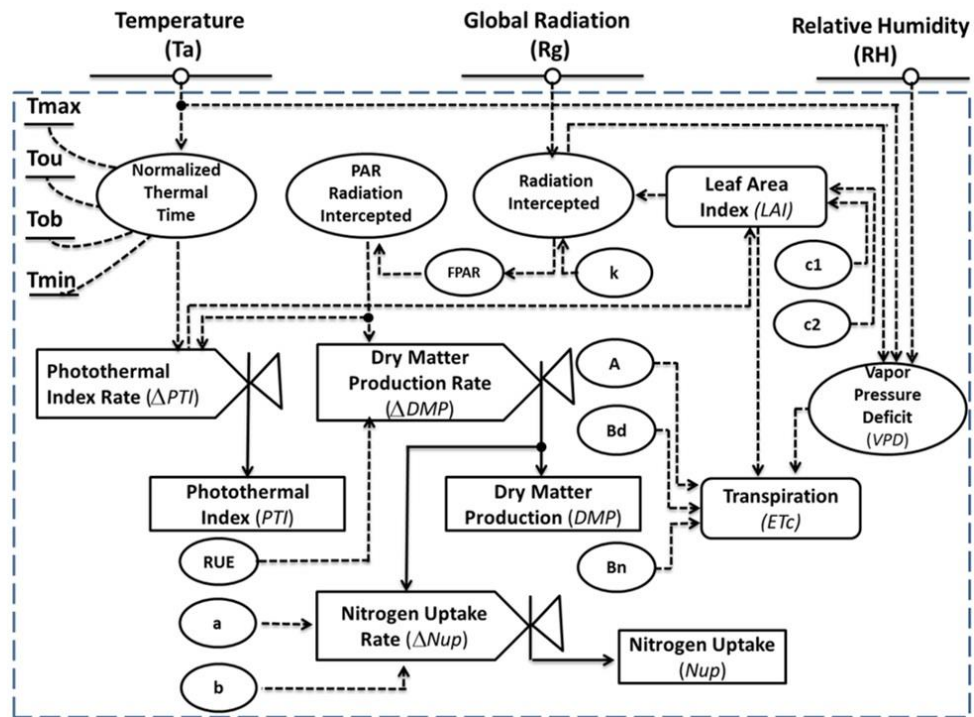 Temperature
(Ta)
Global Radiation
(Rg)
Relative Humidity
(RH)
Tmax
Tou
Tob
Tmin
Normalized
Thermal
Time
PAR
Radiation
Intercepted
Radiation
Intercepted
Leaf Area
Index (LAI)
FPAR
k
c1
c2
Photothermal
Index Rate (ΔPTI)
Dry Matter
Production Rate
(ΔDMP)
A
Bd
Bn
Vapor
Pressure
Deficit
(VPD)
Photothermal
Index (PTI)
Dry Matter
Production (DMP)
Transpiration
(ETc)
RUE
a
b
Nitrogen Uptake
Rate (ΔNup)
Nitrogen Uptake
(Nup)